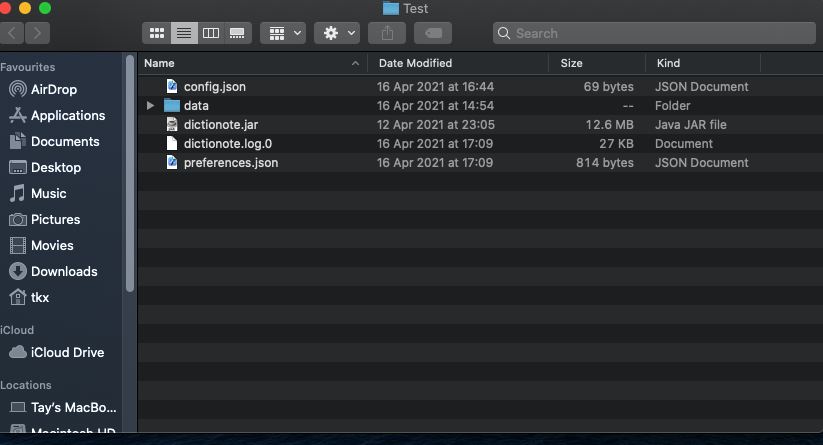 Test
Search
Favourites
AirDrop
Applications
Documents
Desktop
Music
Pictures
Movies
Downloads
tkx
iCloud
iCloud Drive
Locations
Tay's MacBo...
Macintosh HD
Name Date Modified Size Kind
config.json 16 Apr 2021 at 16:44 69 bytes JSON Document
data 16 Apr 2021 at 14:54 -- Folder
dictionote.jar 12 Apr 2021 at 23:05 12.6 MB Java JAR file
dictionote.log.0 16 Apr 2021 at 17:09 27 KB Document
preferences.json 16 Apr 2021 at 17:09 814 bytes JSON Document